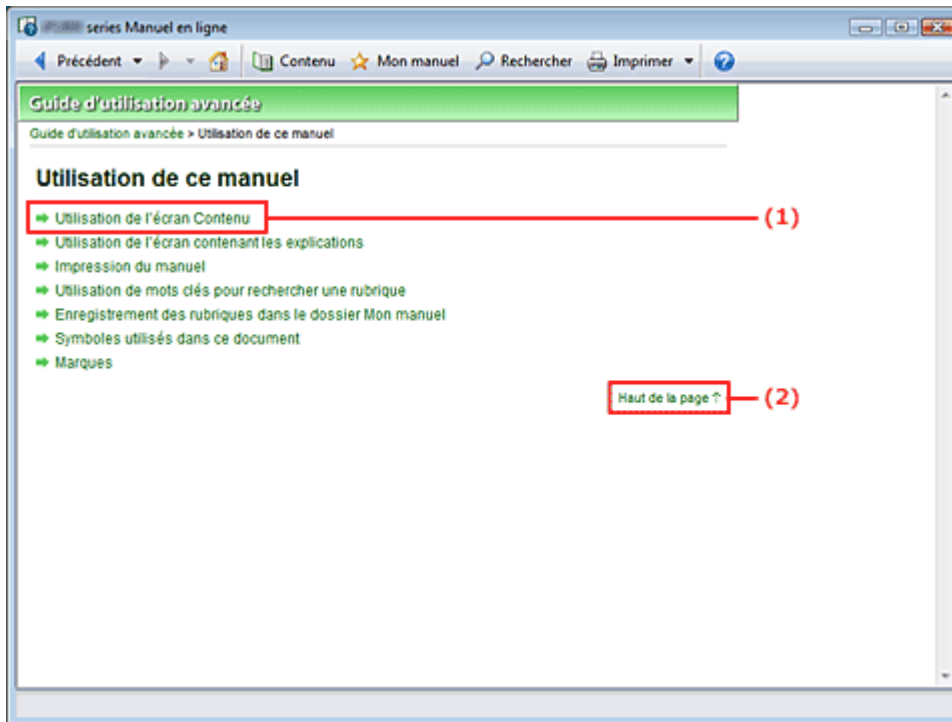 series Manuel en ligne
Précédent Contenu Mon manuel Rechercher Imprimer
Guide d'utilisation avancée
Guide d'utilisation avancée > Utilisation de ce manuel
Utilisation de ce manuel
Utilisation de l'écran Contenu (1)
Utilisation de l'écran contenant les explications
Impression du manuel
Utilisation de mots clés pour rechercher une rubrique
Enregistrement des rubriques dans le dossier Mon manuel
Symboles utilisés dans ce document
Marques
Haut de la page ↑ (2)